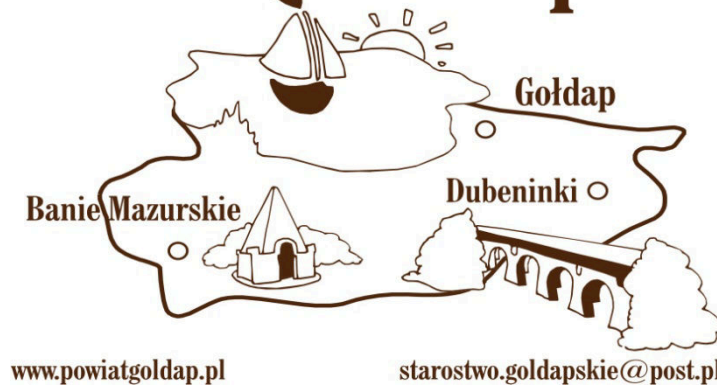 Gołdap
Dubeninki
Banie Mazurskie
www.powiatgoldap.pl
starostwo.goldapskie@post.pl